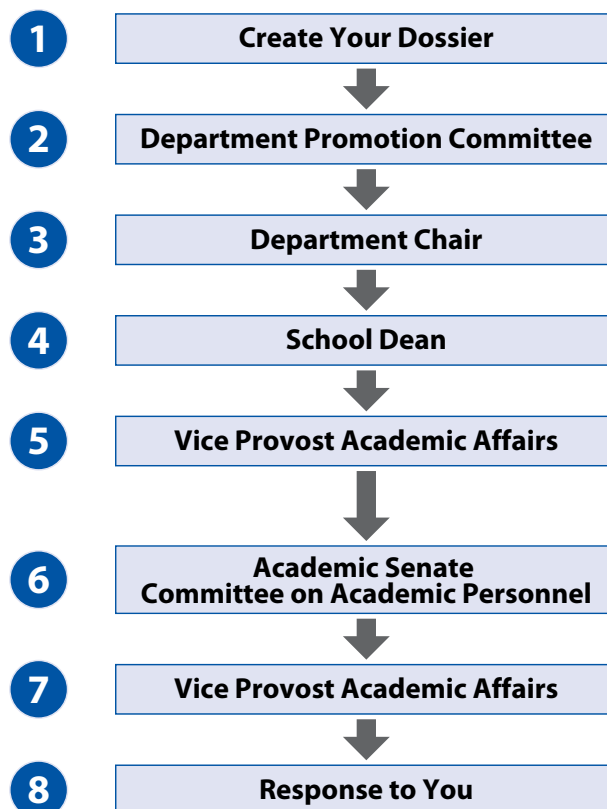 1 Create Your Dossier
2 Department Promotion Committee
3 Department Chair
4 School Dean
5 Vice Provost Academic Affairs
6 Academic Senate
Committee on Academic Personnel
7 Vice Provost Academic Affairs
8 Response to You